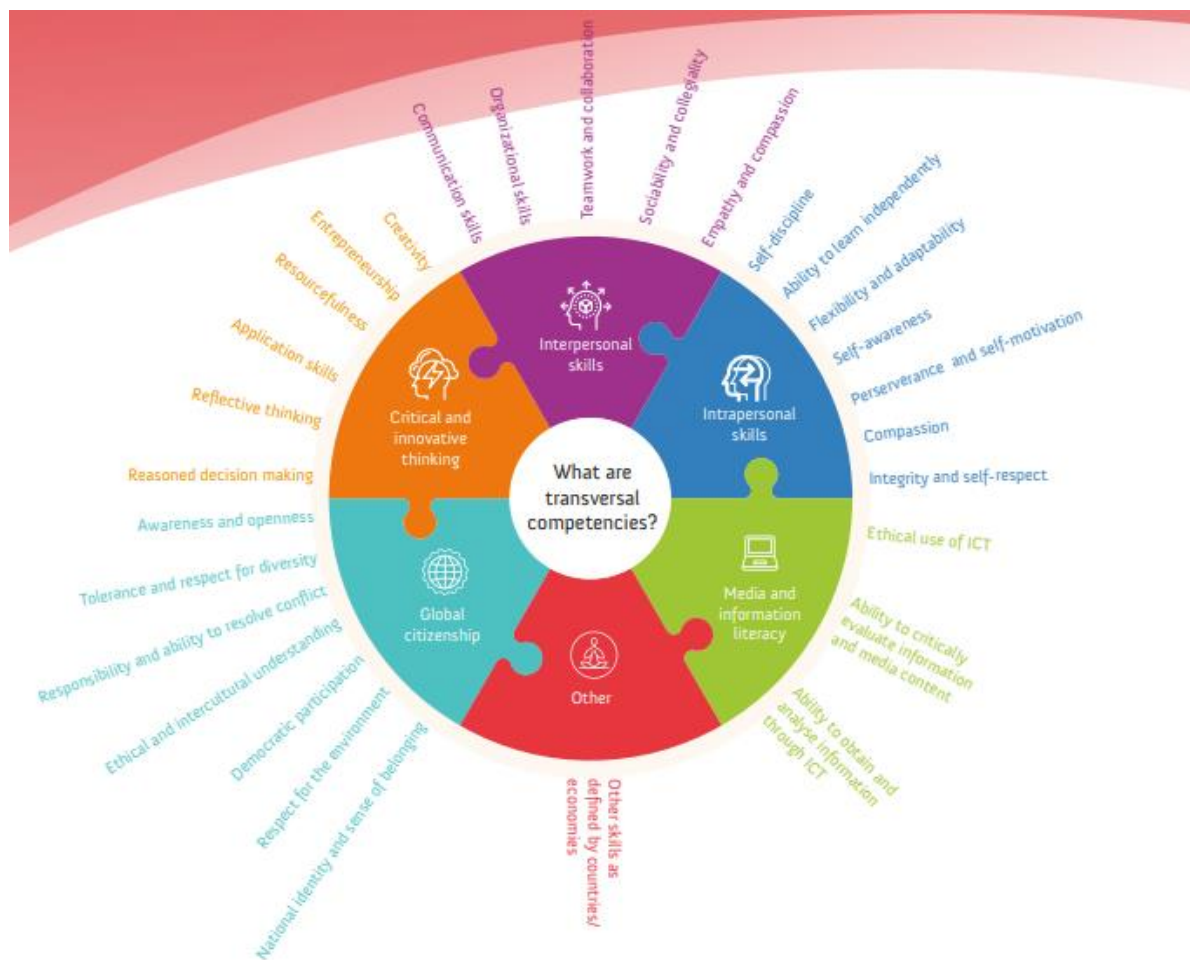 What are
transversal
competencies?
Interpersonal
skills
Communication skills
Organizational skills
Teamwork and collaboration
Sociability and collegiality
Empathy and compassion
Intrapersonal
skills
Self-discipline
Ability to learn independently
Flexibility and adaptability
Self-awareness
Perserverance and self-motivation
Compassion
Integrity and self-respect
Media and
information
literacy
Ethical use of ICT
Ability to critically
evaluate information
and media content
Ability to obtain and
analyse information
through ICT
Other
Other skills as
defined by countries/
economies
Global
citizenship
National identity and sense of belonging
Respect for the environment
Democratic participation
Ethical and intercultural understanding
Responsibility and ability to resolve conflict
Tolerance and respect for diversity
Awareness and openness
Critical and
innovative
thinking
Reasoned decision making
Reflective thinking
Application skills
Resourcefulness
Entrepreneurship
Creativity